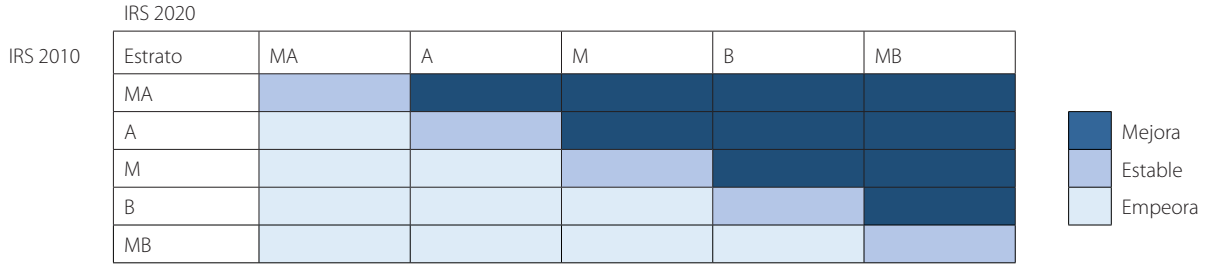 IRS 2020
IRS 2010 Estrato MA A M B MB
MA
A
M
B
MB
Mejora
Estable
Empeora